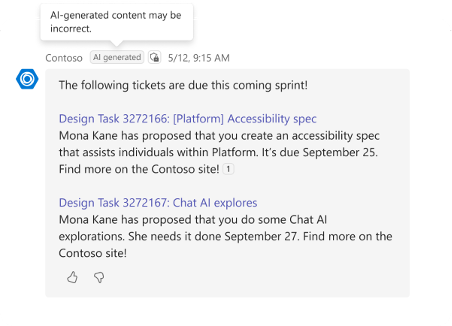 AI-generated content may be
incorrect.
Contoso AI generated 5/12, 9:15 AM
The following tickets are due this coming sprint!
Design Task 3272166: [Platform] Accessibility spec
Mona Kane has proposed that you create an accessibility spec
that assists individuals within Platform. It’s due September 25.
Find more on the Contoso site! 1
Design Task 3272167: Chat AI explores
Mona Kane has proposed that you do some Chat AI
explorations. She needs it done September 27. Find more on the
Contoso site!